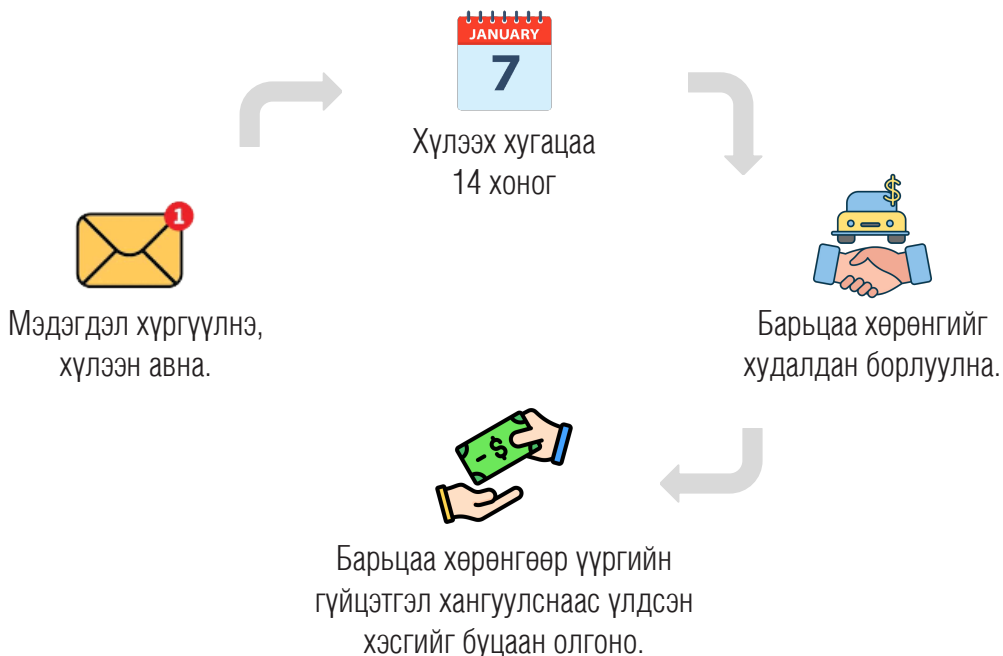 JANUARY
7
Хүлээх хугацаа
14 хоног
1
Мэдэгдэл хүргүүлнэ,
хүлээн авна.
$
Барьцаа хөрөнгийг
худалдан борлуулна.
- $
Барьцаа хөрөнгөөр үүргийн
гүйцэтгэл хангуулснаас үлдсэн
хэсгийг буцаан олгоно.